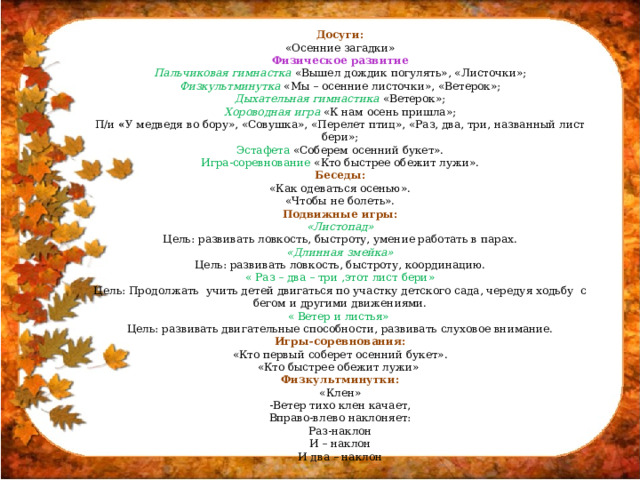 Досуги:
«Осенние загадки»
Физическое развитие
Пальчиковая гимнастка «Вышел дождик погулять», «Листочки»;
Физкультминутка «Мы – осенние листочки», «Ветерок»;
Дыхательная гимнастика «Ветерок»;
Хороводная игра «К нам осень пришла»;
П/и «У медведя во бору», «Совушка», «Перелет птиц», «Раз, два, три, названный лист
бери»;
Эстафета «Соберем осенний букет».
Игра-соревнование «Кто быстрее обежит лужи».
Беседы:
«Как одеваться осенью».
«Чтобы не болеть».
Подвижные игры:
«Листопад»
Цель: развивать ловкость, быстроту, умение работать в парах.
«Длинная змейка»
Цель: развивать ловкость, быстроту, координацию.
« Раз – два – три ,этот лист бери»
Цель: Продолжать учить детей двигаться по участку детского сада, чередуя ходьбу с
бегом и другими движениями.
« Ветер и листья»
Цель: развивать двигательные способности, развивать слуховое внимание.
Игры-соревнования:
«Кто первый соберет осенний букет».
«Кто быстрее обежит лужи»
Физкультминутки:
«Клен»
-Ветер тихо клен качает,
Вправо-влево наклоняет:
Раз-наклон
И – наклон
И два – наклон